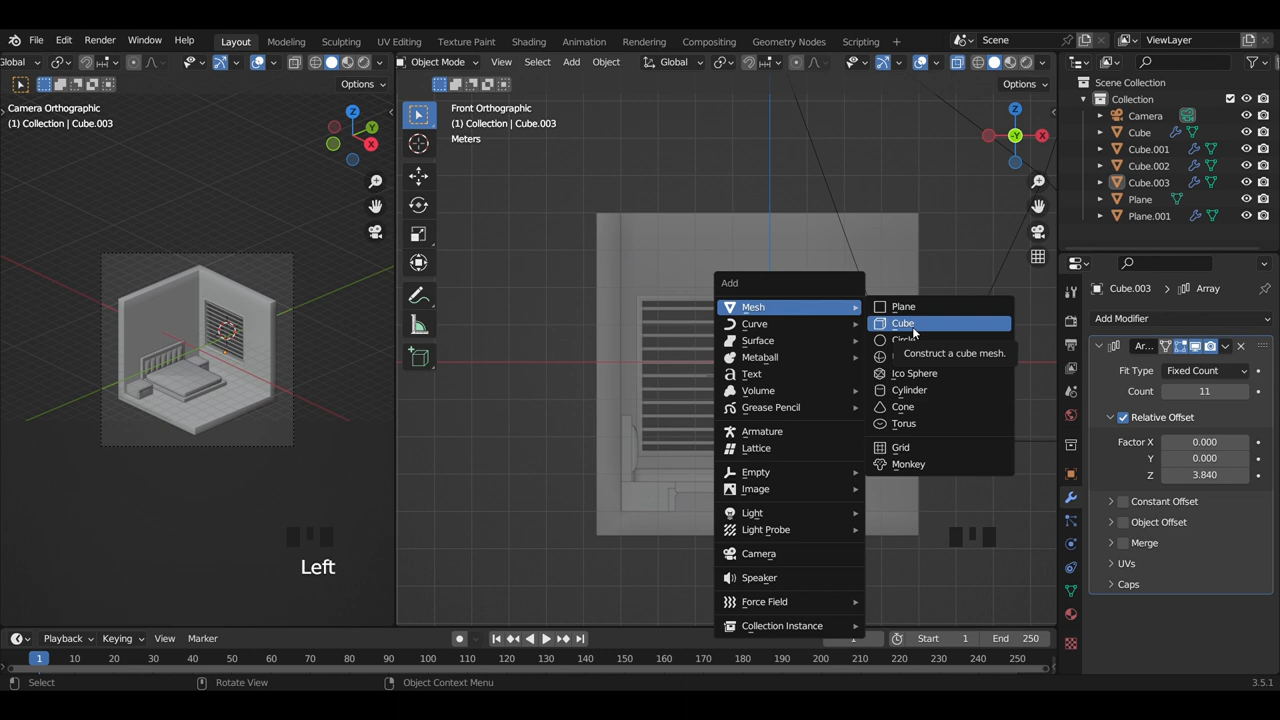 File Edit Render Window Help Layout Modeling Sculpting UV Editing Texture Paint Shading Animation Rendering Compositing Geometry Nodes Scripting + Scene ViewLayer
Global Object Mode View Select Add Object Global
Options Options
Camera Orthographic
(1) Collection | Cube.003
Z
Y
X
Front Orthographic
(1) Collection | Cube.003
Meters
Z
-Y
X
Left
Add
Mesh
Curve
Surface
Metaball
Text
Volume
Grease Pencil
Armature
Lattice
Empty
Image
Light
Light Probe
Camera
Speaker
Force Field
Collection Instance
Plane
Cube
Construct a cube mesh.
Ico Sphere
Cylinder
Cone
Torus
Grid
Monkey
Scene Collection
Collection
Camera
Cube
Cube.001
Cube.002
Cube.003
Plane
Plane.001
Cube.003 Array
Add Modifier
Ar...
Fit Type Fixed Count
Count 11
Relative Offset
Factor X 0.000
Y 0.000
Z 3.840
Constant Offset
Object Offset
Merge
UVs
Caps
Playback Keying View Marker 1 Start 1 End 250
1 10 20 30 40 50 60 70 80 90 100 110 120 130 140 150 160 170 180 190 200 210 220 230 240 250
Select Rotate View Object Context Menu 3.5.1